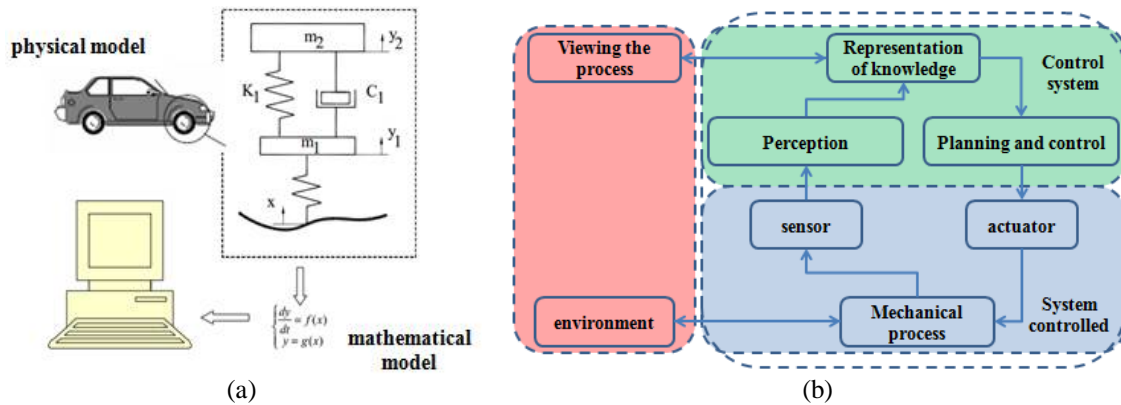 physical model
m2
y2
K1
C1
y1
m1
x
dy
dt
= f(x)
y = g(x)
mathematical
model
(a)
Viewing the
process
Representation
of knowledge
Control
system
Perception
Planning and control
sensor
actuator
environment
Mechanical
process
System
controlled
(b)